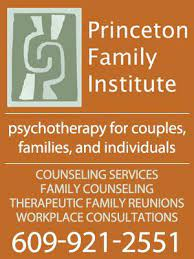 Princeton
Family
Institute
psychotherapy for couples,
families, and individuals
COUNSELING SERVICES
FAMILY COUNSELING
THERAPEUTIC FAMILY REUNIONS
WORKPLACE CONSULTATIONS
609-921-2551